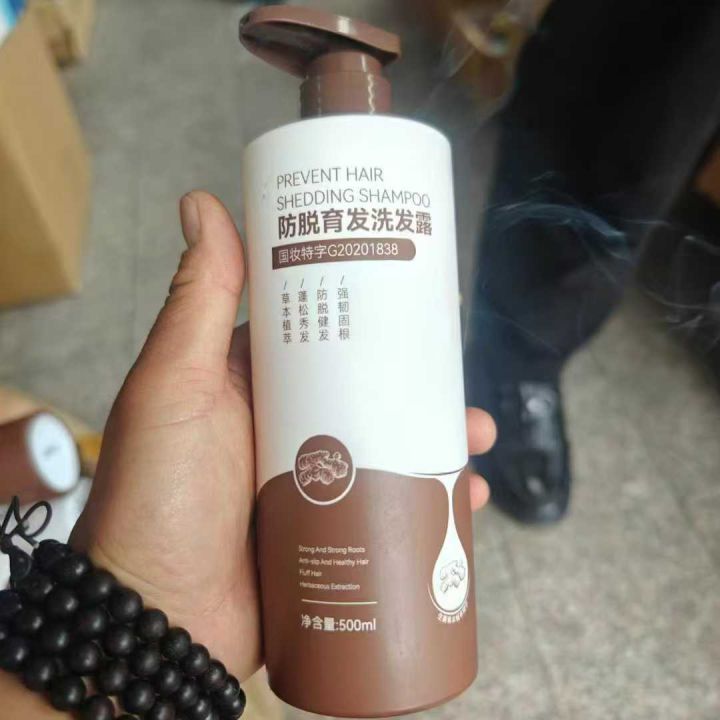 PREVENT HAIR
SHEDDING SHAMPOO
防脱育发洗发露
国妆特字G20201838
草本植萃
蓬松秀发
防脱健发
强韧固根
Strong And Strong Roots
Anti-slip And Healthy Hair
Fluff Hair
Herbaceous Extraction
净含量:500ml